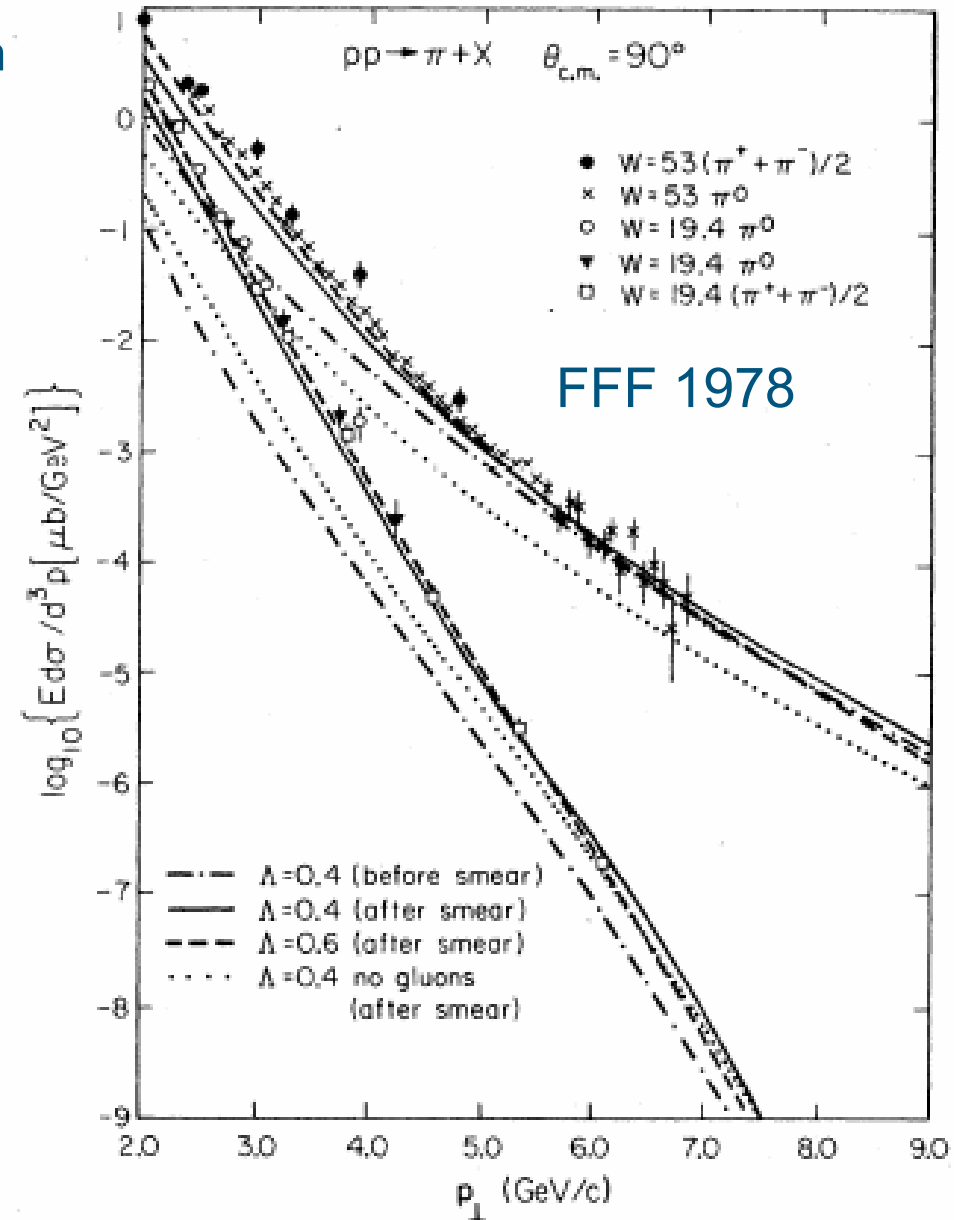 pp → π + X    θc.m. = 90°
● W = 53 (π⁺ + π⁻)/2
× W = 53 π⁰
○ W = 19.4 π⁰
▼ W = 19.4 π⁰
□ W = 19.4 (π⁺ + π⁻)/2
FFF 1978
log₁₀{Edσ/d³p[μb/GeV²]}
1
0
-1
-2
-3
-4
-5
-6
-7
-8
-9
Λ=0.4 (before smear)
Λ=0.4 (after smear)
Λ=0.6 (after smear)
Λ=0.4 no gluons
(after smear)
2.0 3.0 4.0 5.0 6.0 7.0 8.0 9.0
p⊥ (GeV/c)